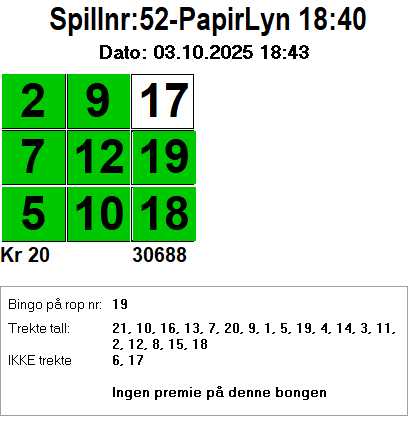 Spillnr:52-PapirLyn 18:40
Dato: 03.10.2025 18:43
2 9 17
7 12 19
5 10 18
Kr 20 30688
Bingo på rop nr: 19
Trekte tall: 21, 10, 16, 13, 7, 20, 9, 1, 5, 19, 4, 14, 3, 11,
2, 12, 8, 15, 18
IKKE trekte 6, 17
Ingen premie på denne bongen